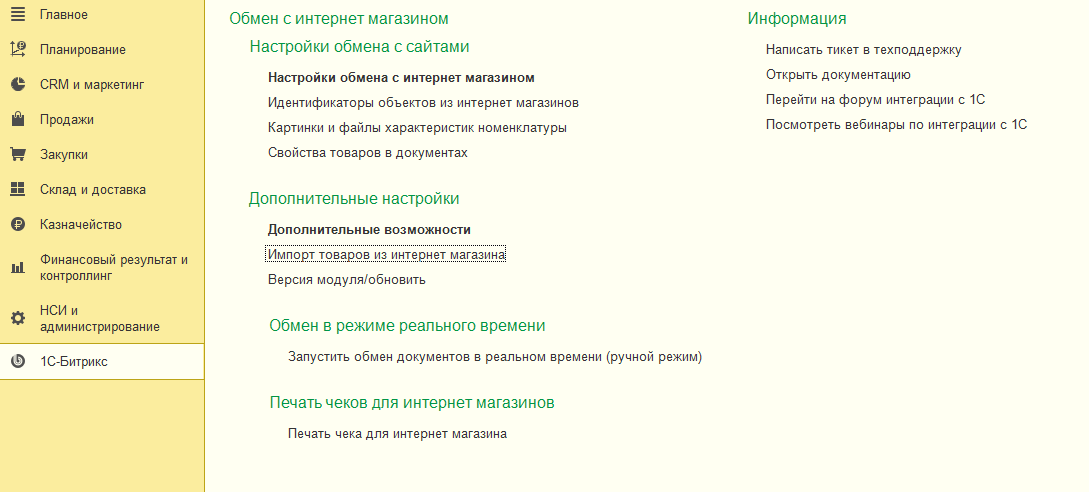 Главное
Планирование
CRM и маркетинг
Продажи
Закупки
Склад и доставка
Казначейство
Финансовый результат и
контроллинг
НСИ и
администрирование
1С-Битрикс
Обмен с интернет магазином
Настройки обмена с сайтами
Настройки обмена с интернет магазином
Идентификаторы объектов из интернет магазинов
Картинки и файлы характеристик номенклатуры
Свойства товаров в документах
Дополнительные настройки
Дополнительные возможности
Импорт товаров из интернет магазина
Версия модуля/обновить
Обмен в режиме реального времени
Запустить обмен документов в реальном времени (ручной режим)
Печать чеков для интернет магазинов
Печать чека для интернет магазина
Информация
Написать тикет в техподдержку
Открыть документацию
Перейти на форум интеграции с 1С
Посмотреть вебинары по интеграции с 1С